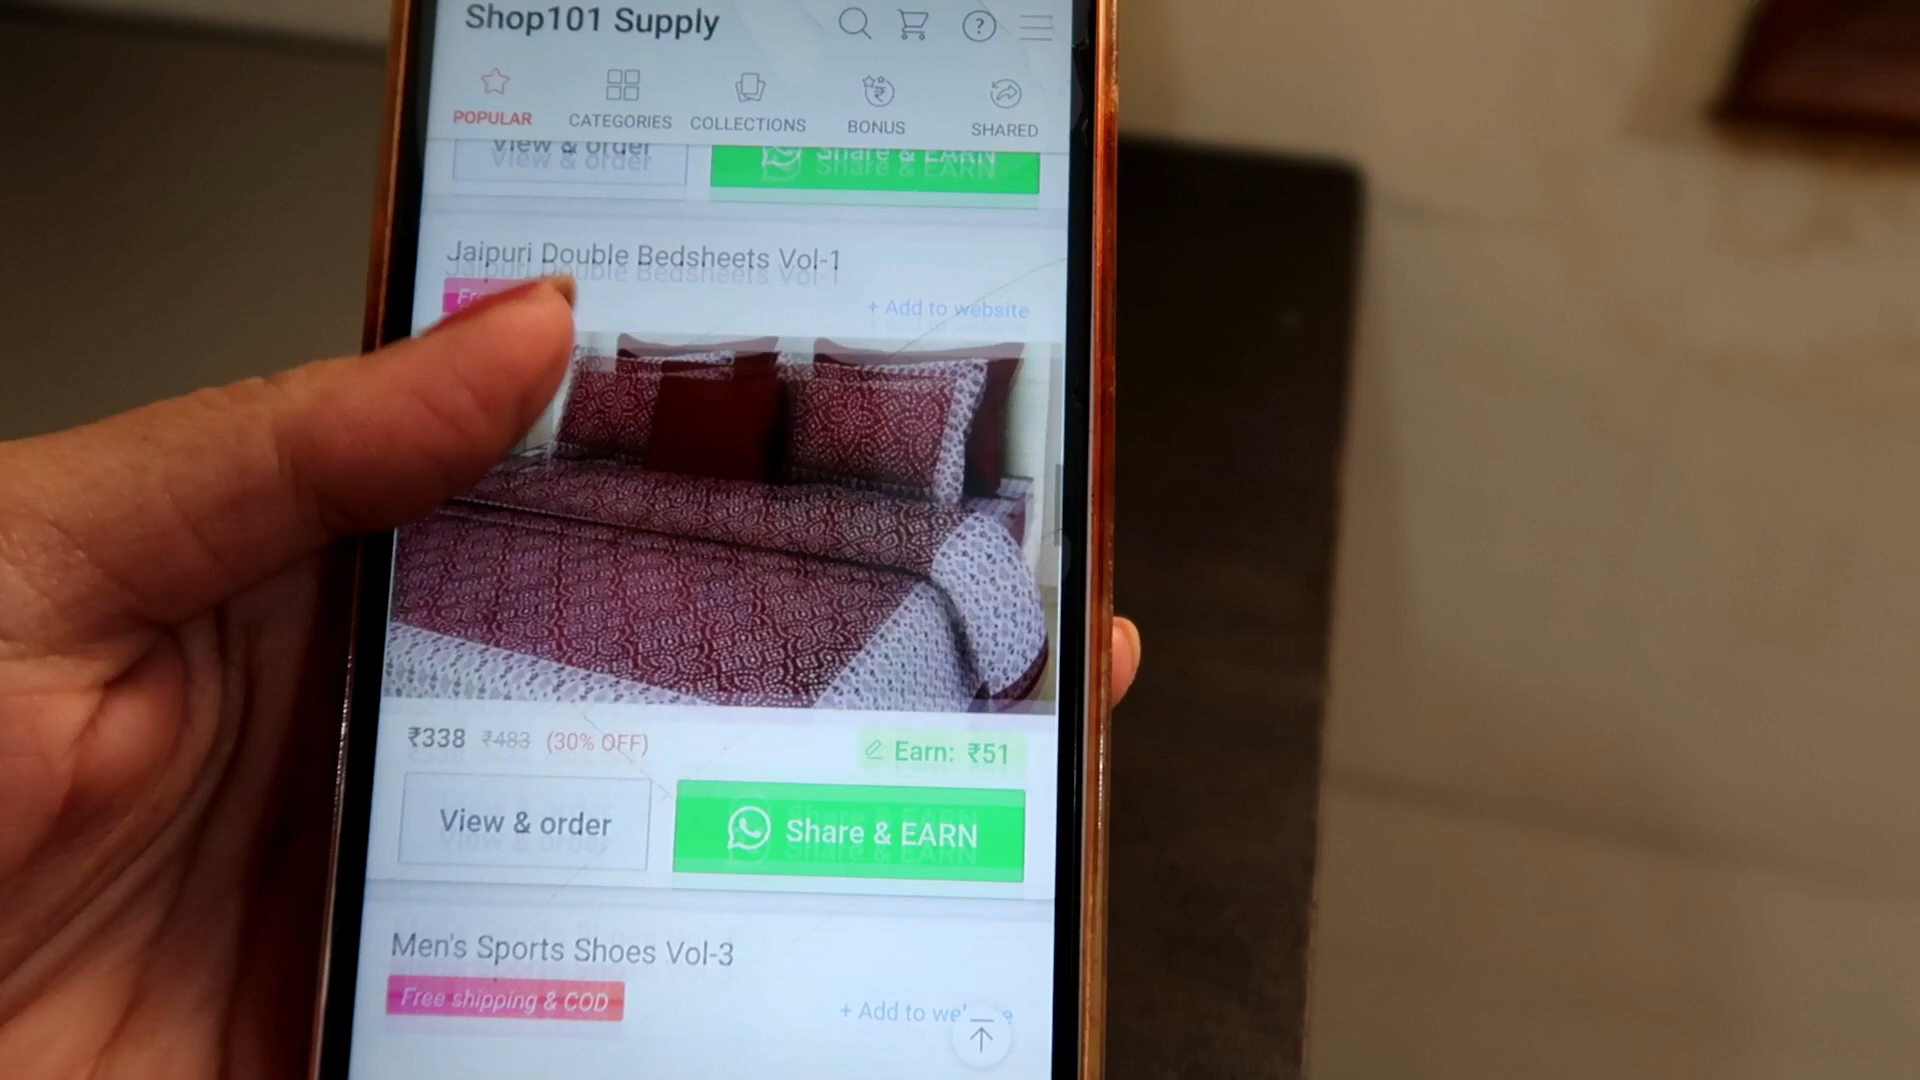 Shop101 Supply
POPULAR CATEGORIES COLLECTIONS BONUS SHARED
View & order Share & EARN
Jaipuri Double Bedsheets Vol-1
+ Add to website
₹338 ₹483 (30% OFF) Earn: ₹51
View & order Share & EARN
Men's Sports Shoes Vol-3
Free shipping & COD
+ Add to